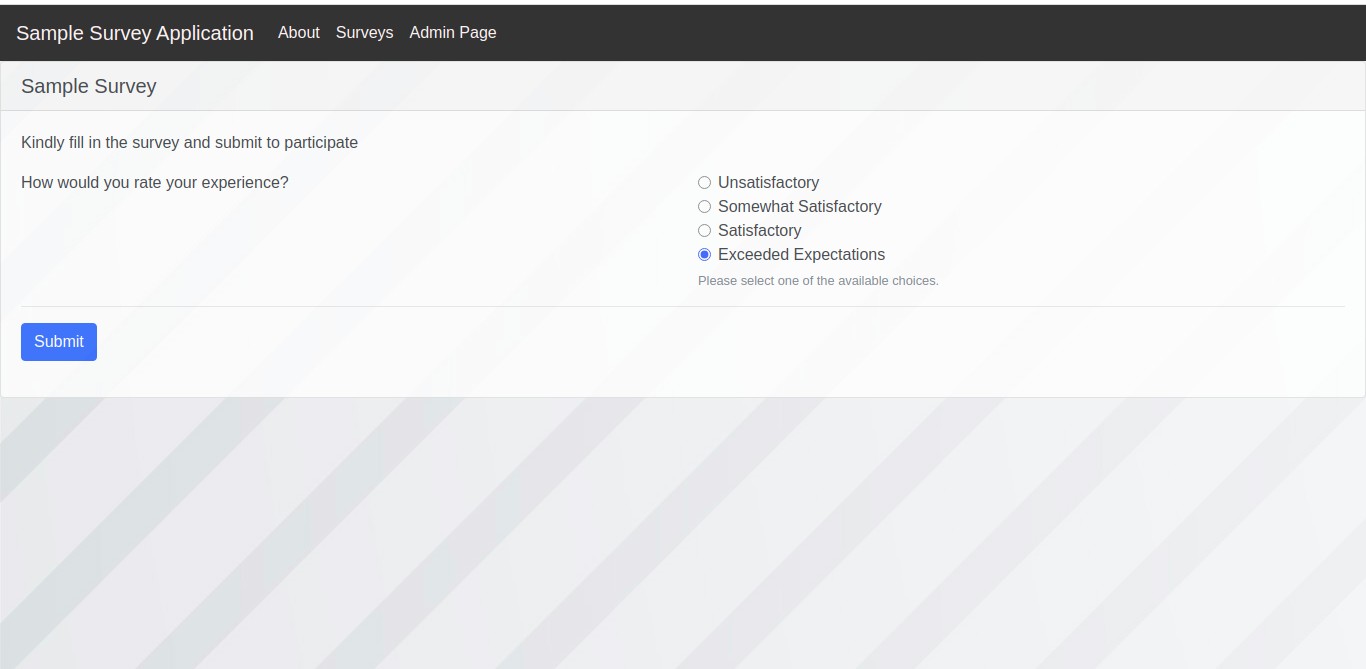 Sample Survey Application About Surveys Admin Page
Sample Survey
Kindly fill in the survey and submit to participate
How would you rate your experience?
Unsatisfactory
Somewhat Satisfactory
Satisfactory
Exceeded Expectations
Please select one of the available choices.
Submit